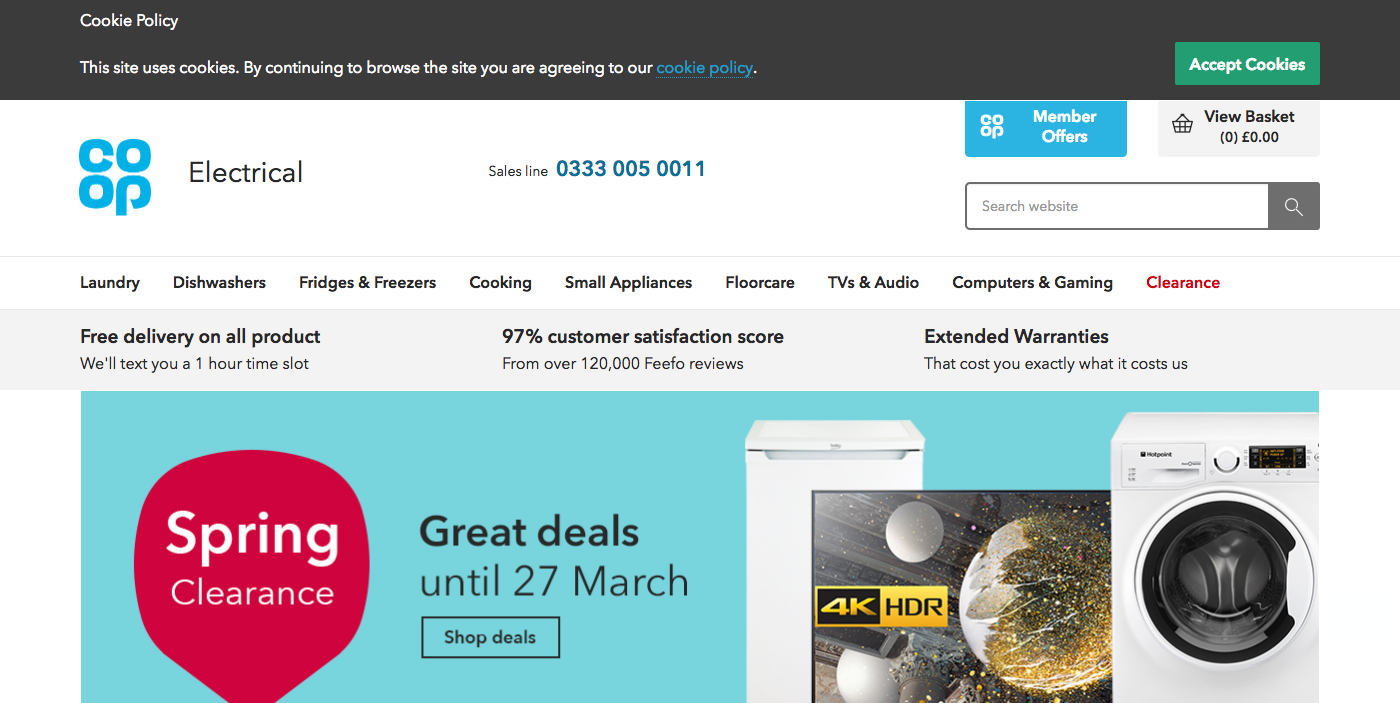 Cookie Policy
This site uses cookies. By continuing to browse the site you are agreeing to our cookie policy.
Accept Cookies
co
op
Member
Offers
View Basket
(0) £0.00
co
op
Electrical
Sales line 0333 005 0011
Search website
Laundry
Dishwashers
Fridges & Freezers
Cooking
Small Appliances
Floorcare
TVs & Audio
Computers & Gaming
Clearance
Free delivery on all product
We'll text you a 1 hour time slot
97% customer satisfaction score
From over 120,000 Feefo reviews
Extended Warranties
That cost you exactly what it costs us
Spring
Clearance
Great deals
until 27 March
Shop deals
beko
4K HDR
Hotpoint